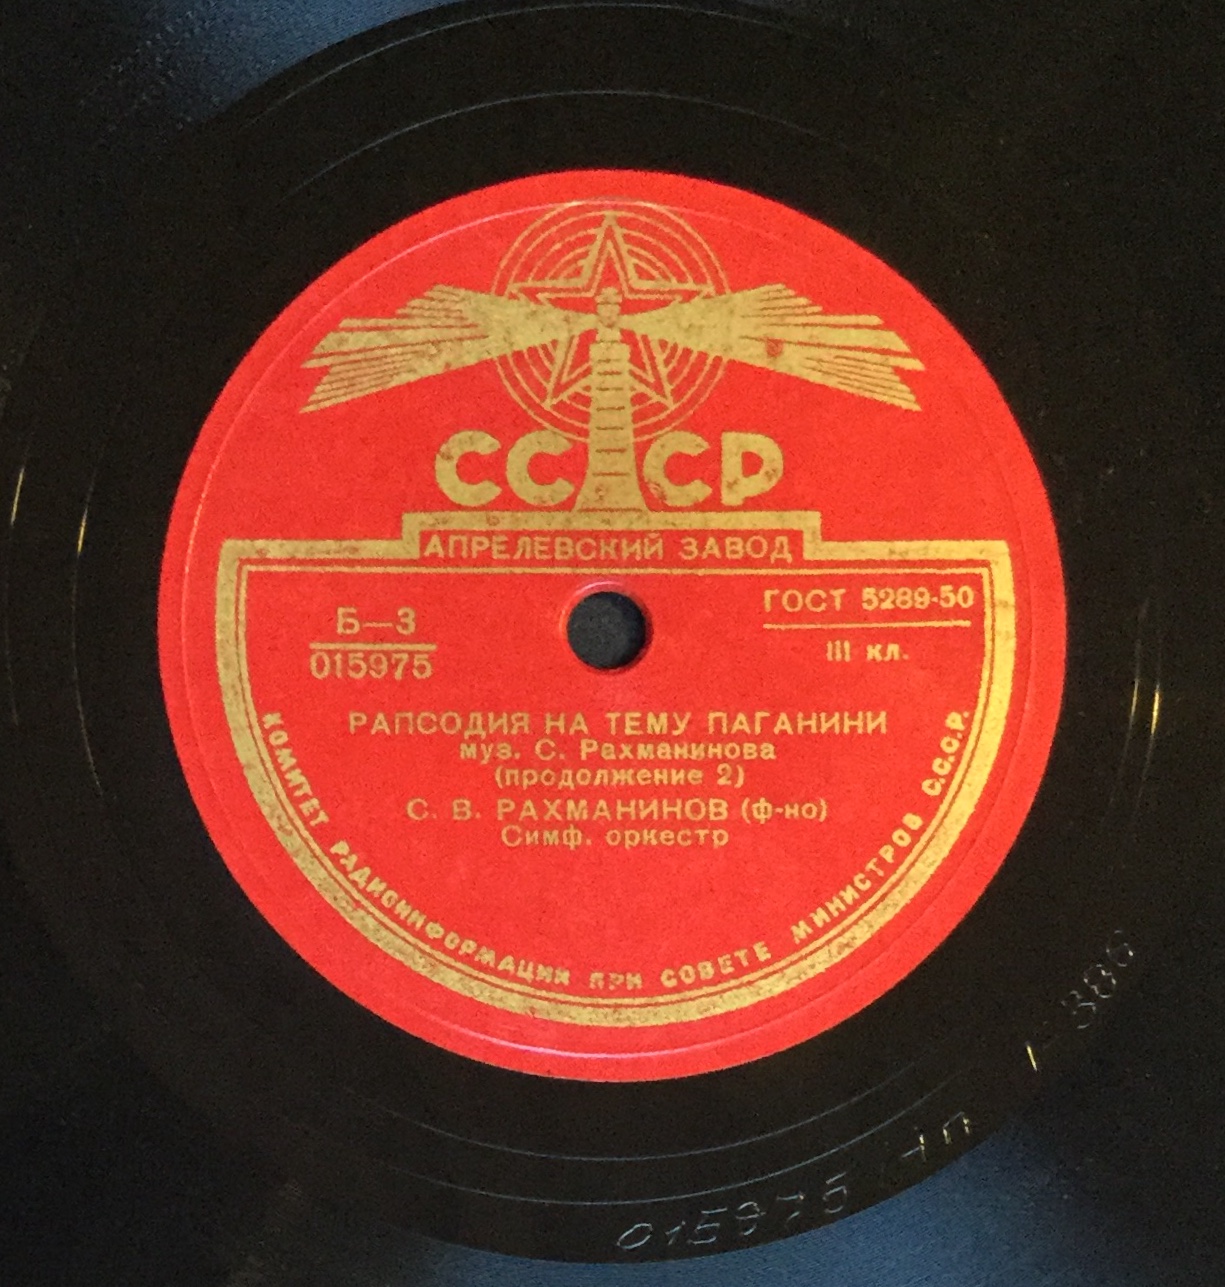 СССР
АПРЕЛЕВСКИЙ ЗАВОД
Б—3
015975
ГОСТ 5289-50
III кл.
РАПСОДИЯ НА ТЕМУ ПАГАНИНИ
муз. С. Рахманинова
(продолжение 2)
С. В. РАХМАНИНОВ (ф-но)
Симф. оркестр
КОМИТЕТ РАДИОИНФОРМАЦИИ ПРИ СОВЕТЕ МИНИСТРОВ С.С.С.Р.
015975